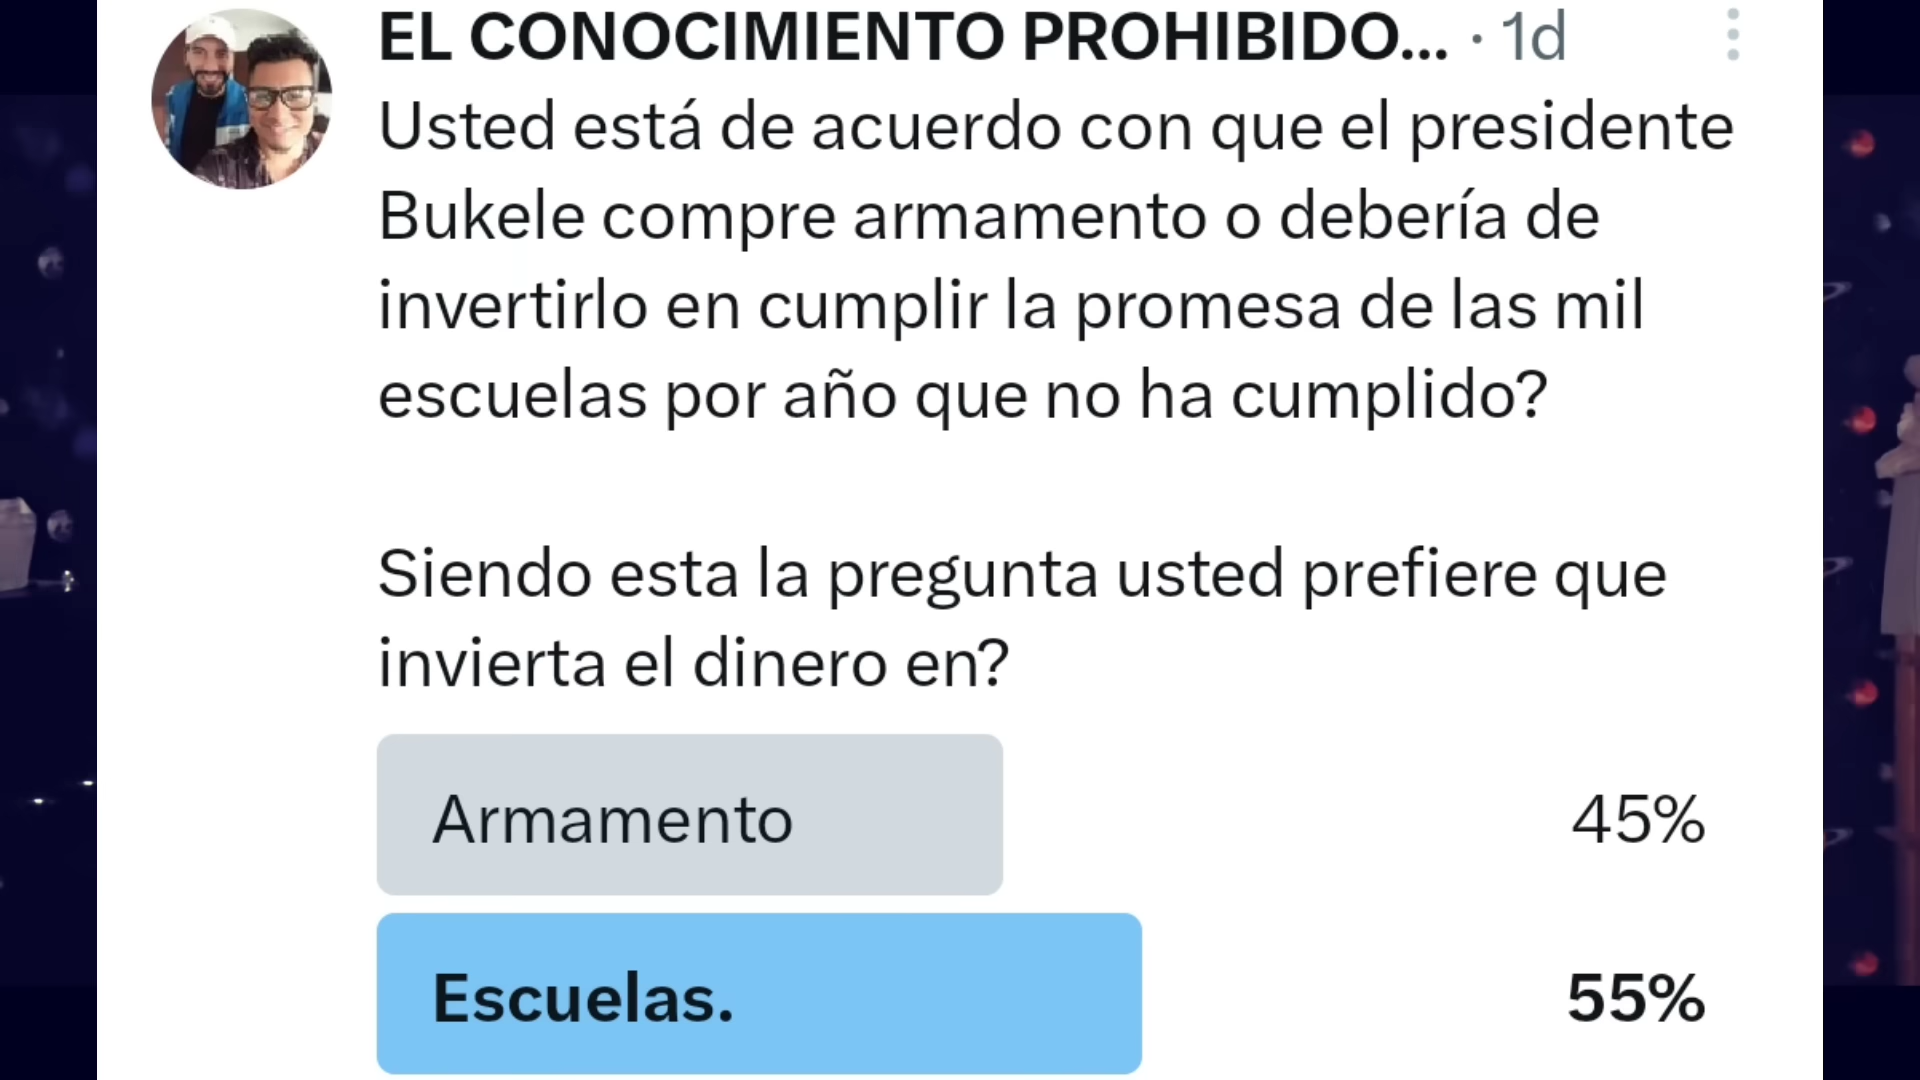 EL CONOCIMIENTO PROHIBIDO... · 1d
Usted está de acuerdo con que el presidente
Bukele compre armamento o debería de
invertirlo en cumplir la promesa de las mil
escuelas por año que no ha cumplido?
Siendo esta la pregunta usted prefiere que
invierta el dinero en?
Armamento 45%
Escuelas. 55%